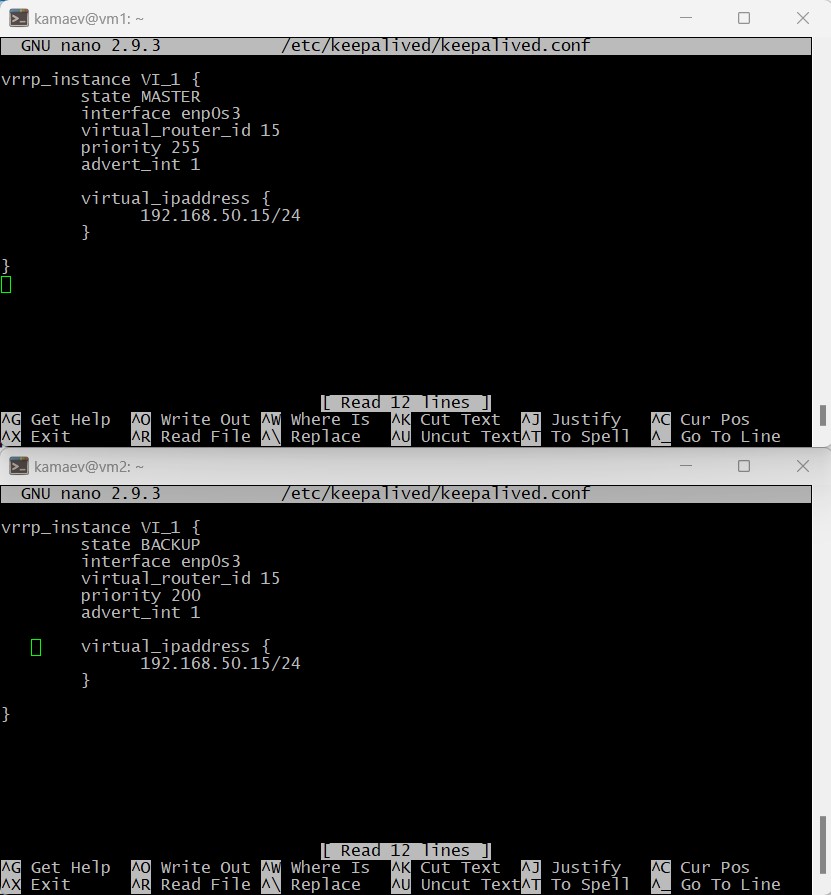 kamaev@vm1: ~
GNU nano 2.9.3 /etc/keepalived/keepalived.conf
vrrp_instance VI_1 {
state MASTER
interface enp0s3
virtual_router_id 15
priority 255
advert_int 1
virtual_ipaddress {
192.168.50.15/24
}
}
[ Read 12 lines ]
^G Get Help ^O Write Out ^W Where Is ^K Cut Text ^J Justify ^C Cur Pos
^X Exit ^R Read File ^\ Replace ^U Uncut Text^T To Spell ^_ Go To Line
kamaev@vm2: ~
GNU nano 2.9.3 /etc/keepalived/keepalived.conf
vrrp_instance VI_1 {
state BACKUP
interface enp0s3
virtual_router_id 15
priority 200
advert_int 1
virtual_ipaddress {
192.168.50.15/24
}
}
[ Read 12 lines ]
^G Get Help ^O Write Out ^W Where Is ^K Cut Text ^J Justify ^C Cur Pos
^X Exit ^R Read File ^\ Replace ^U Uncut Text^T To Spell ^_ Go To Line